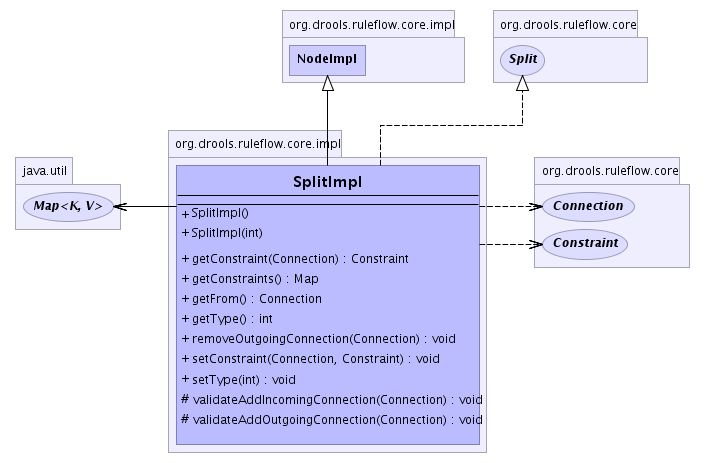 org.drools.ruleflow.core.impl
NodeImpl
org.drools.ruleflow.core
Split
org.drools.ruleflow.core.impl
java.util
Map<K, V>
SplitImpl
+ SplitImpl()
+ SplitImpl(int)
+ getConstraint(Connection) : Constraint
+ getConstraints() : Map
+ getFrom() : Connection
+ getType() : int
+ removeOutgoingConnection(Connection) : void
+ setConstraint(Connection, Constraint) : void
+ setType(int) : void
# validateAddIncomingConnection(Connection) : void
# validateAddOutgoingConnection(Connection) : void
org.drools.ruleflow.core
Connection
Constraint